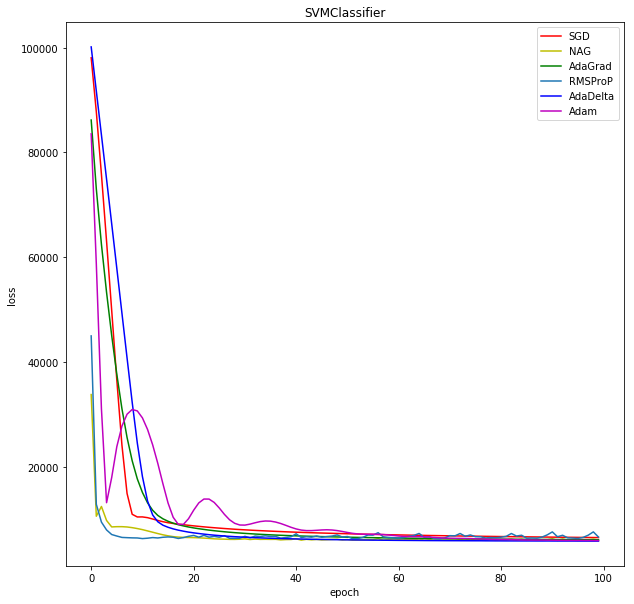 SVMClassifier
SGD
NAG
AdaGrad
RMSProP
AdaDelta
Adam
100000
80000
60000
40000
20000
loss
0
20
40
60
80
100
epoch